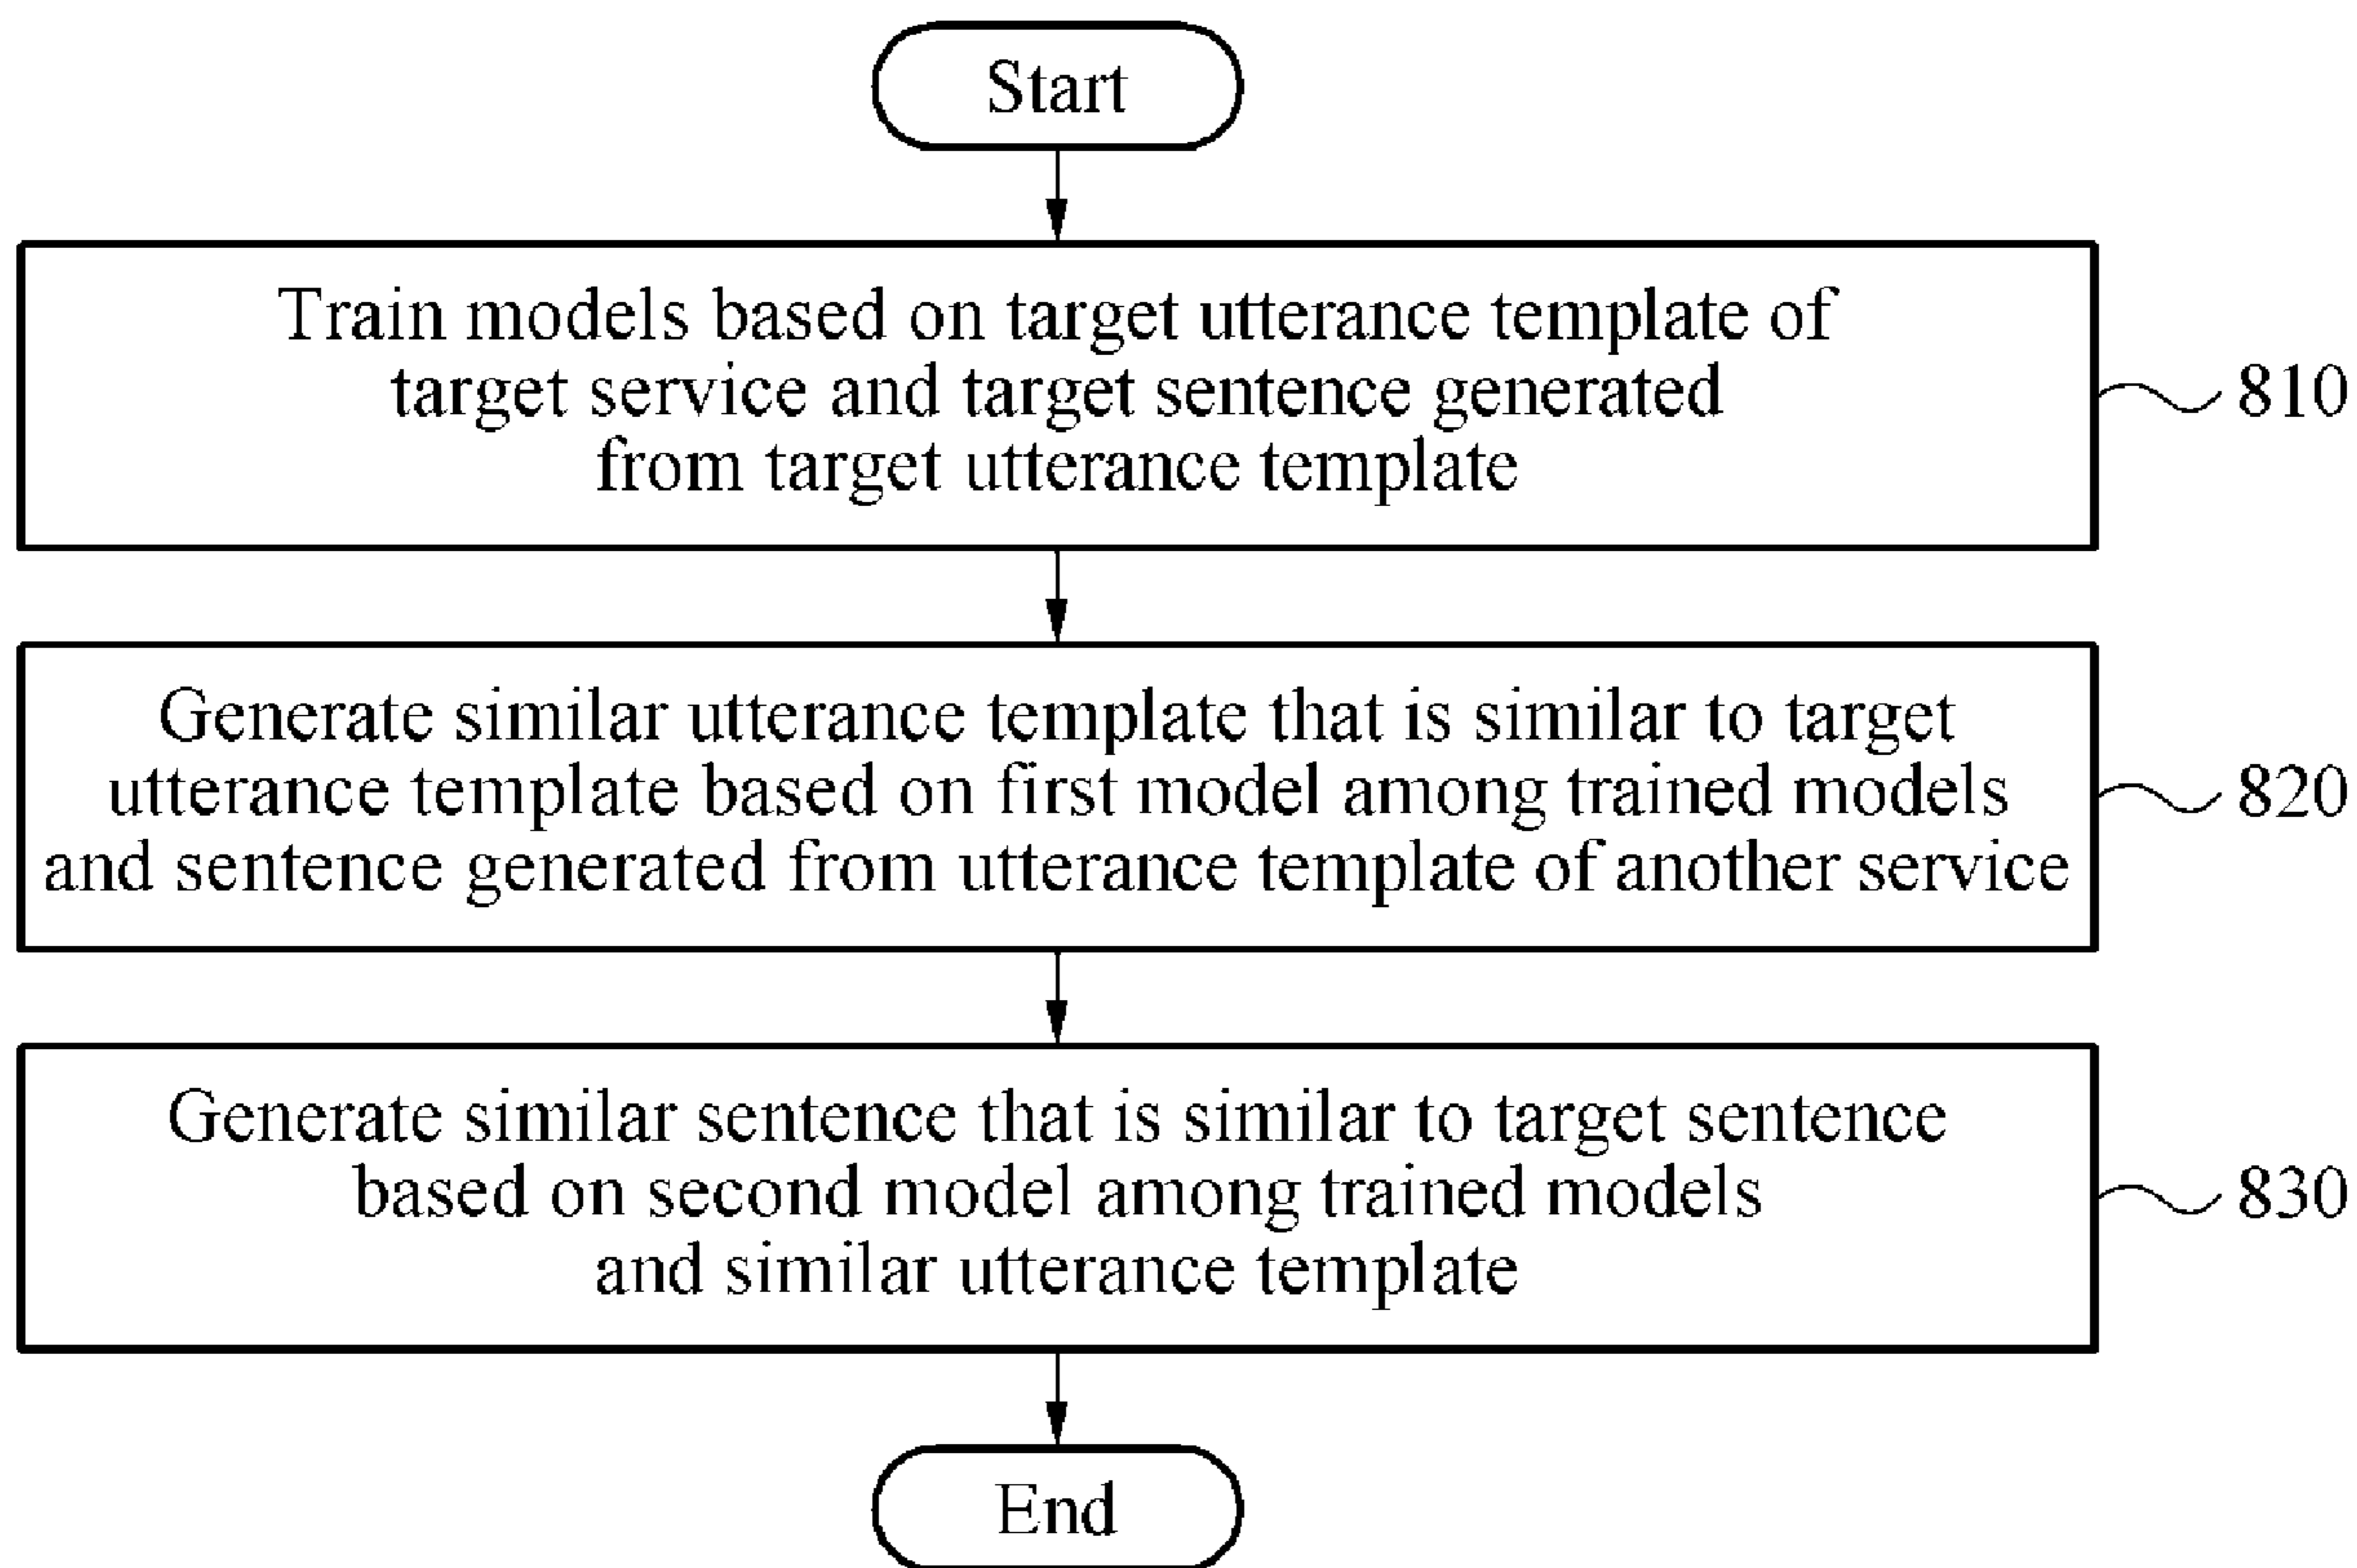 Start
Train models based on target utterance template of
target service and target sentence generated
from target utterance template
810
Generate similar utterance template that is similar to target
utterance template based on first model among trained models
and sentence generated from utterance template of another service
820
Generate similar sentence that is similar to target sentence
based on second model among trained models
and similar utterance template
830
End